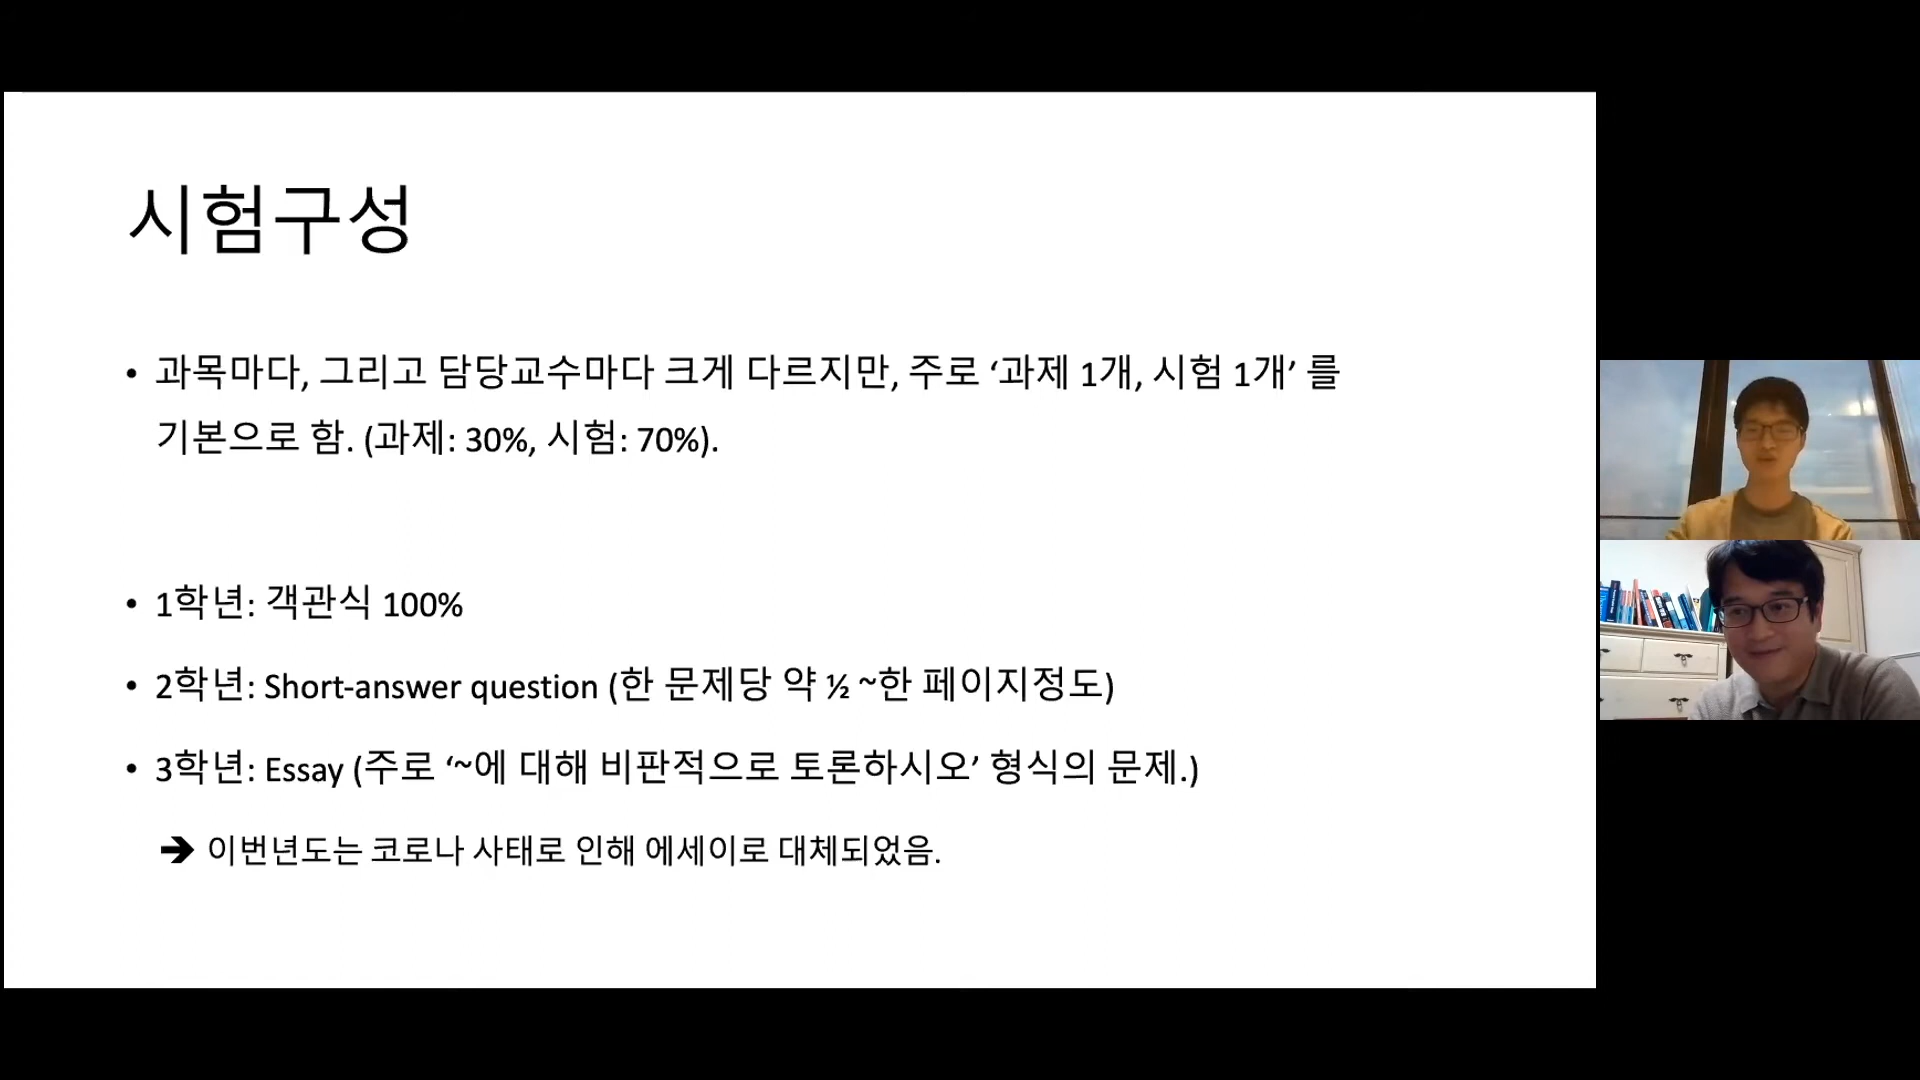 시험구성
• 과목마다, 그리고 담당교수마다 크게 다르지만, 주로 ‘과제 1개, 시험 1개’ 를
기본으로 함. (과제: 30%, 시험: 70%).
• 1학년: 객관식 100%
• 2학년: Short-answer question (한 문제당 약 ½ ~한 페이지정도)
• 3학년: Essay (주로 ‘~에 대해 비판적으로 토론하시오’ 형식의 문제.)
➔ 이번년도는 코로나 사태로 인해 에세이로 대체되었음.